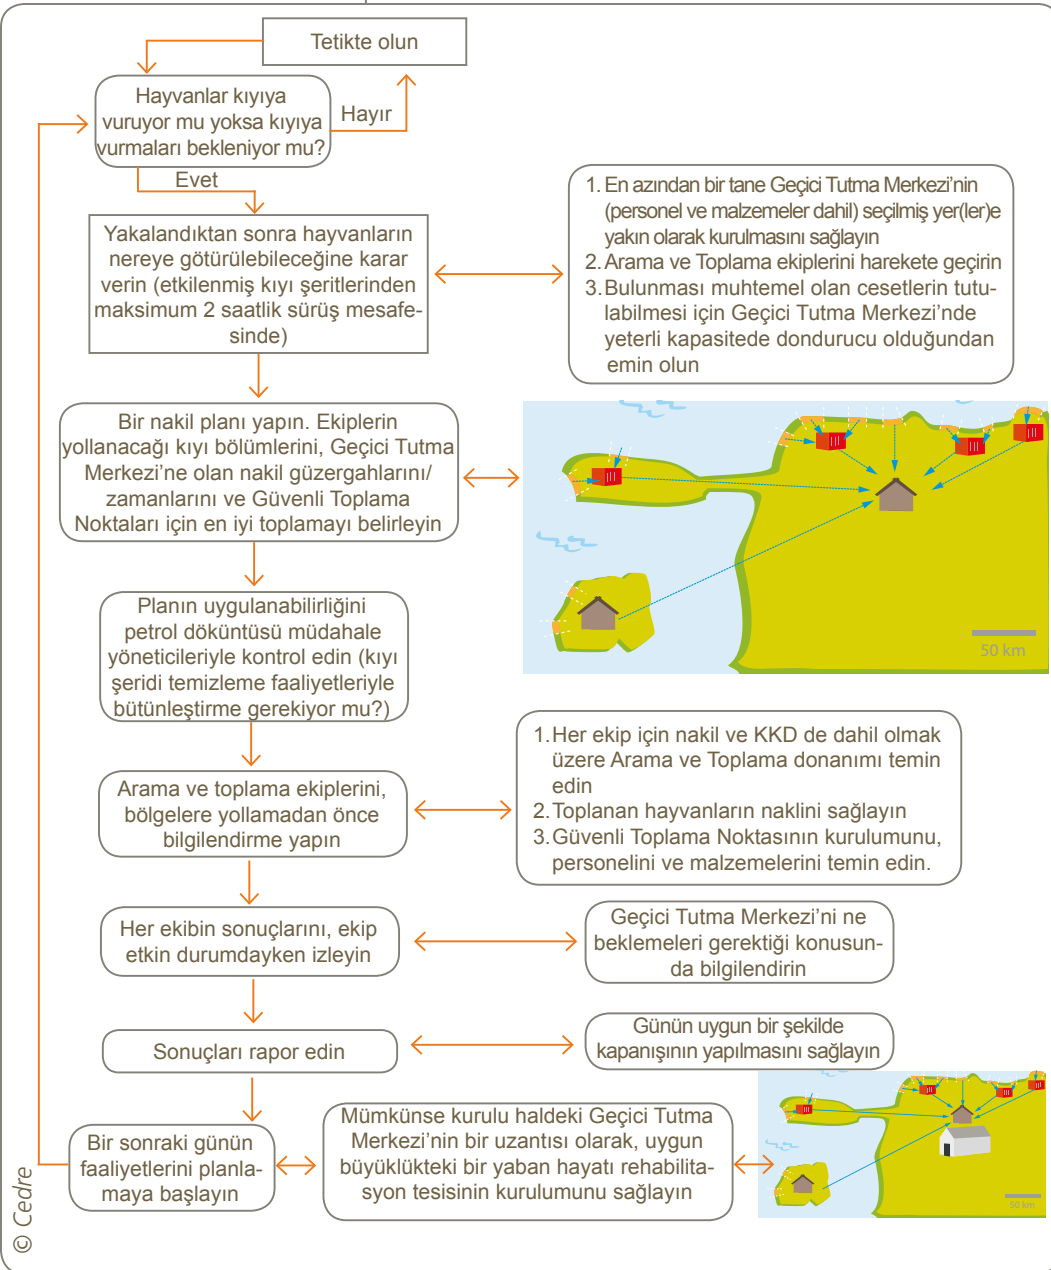 Tetikte olun
Hayvanlar kıyıya
vuruyor mu yoksa kıyıya
vurmaları bekleniyor mu?
Hayır
Evet
Yakalandıktan sonra hayvanların
nereye götürülebileceğine karar
verin (etkilenmiş kıyı şeritlerinden
maksimum 2 saatlik sürüş mesafe-
sinde)
1. En azından bir tane Geçici Tutma Merkezi'nin
(personel ve malzemeler dahil) seçilmiş yer(ler)e
yakın olarak kurulmasını sağlayın
2. Arama ve Toplama ekiplerini harekete geçirin
3. Bulunması muhtemel olan cesetlerin tutu-
labilmesi için Geçici Tutma Merkezi'nde
yeterli kapasitede dondurucu olduğundan
emin olun
Bir nakil planı yapın. Ekiplerin
yollanacağı kıyı bölümlerini, Geçici Tutma
Merkezi'ne olan nakil güzergahlarını/
zamanlarını ve Güvenli Toplama
Noktaları için en iyi toplamayı belirleyin
50 km
Planın uygulanabilirliğini
petrol döküntüsü müdahale
yöneticileriyle kontrol edin (kıyı
şeridi temizleme faaliyetleriyle
bütünleştirme gerekiyor mu?)
Arama ve toplama ekiplerini,
bölgelere yollamadan önce
bilgilendirme yapın
1. Her ekip için nakil ve KKD de dahil olmak
üzere Arama ve Toplama donanımı temin
edin
2. Toplanan hayvanların naklini sağlayın
3. Güvenli Toplama Noktasının kurulumunu,
personelini ve malzemelerini temin edin.
Her ekibin sonuçlarını, ekip
etkin durumdayken izleyin
Geçici Tutma Merkezi'ni ne
beklemeleri gerektiği konusun-
da bilgilendirin
Sonuçları rapor edin
Günün uygun bir şekilde
kapanışının yapılmasını sağlayın
Bir sonraki günün
faaliyetlerini planla-
maya başlayın
Mümkünse kurulu haldeki Geçici Tutma
Merkezi'nin bir uzantısı olarak, uygun
büyüklükteki bir yaban hayatı rehabilita-
syon tesisinin kurulumunu sağlayın
50 km
© Cedre